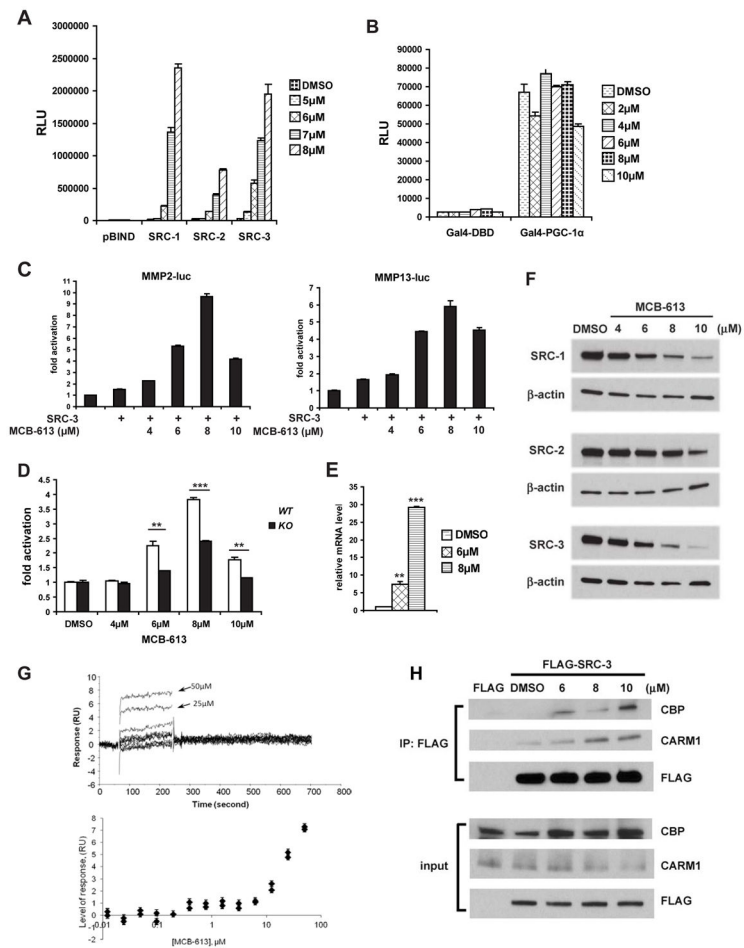 A
RLU
2500000
2000000
1500000
1000000
500000
0
pBIND SRC-1 SRC-2 SRC-3
DMSO
5µM
6µM
7µM
8µM
B
RLU
90000
80000
70000
60000
50000
40000
30000
20000
10000
0
Gal4-DBD Gal4-PGC-1α
DMSO
2µM
4µM
6µM
8µM
10µM
C
MMP2-luc
fold activation
11
10
9
8
7
6
5
4
3
2
1
0
SRC-3 + + + + +
MCB-613 (µM) 4 6 8 10
MMP13-luc
fold activation
7
6
5
4
3
2
1
0
SRC-3 + + + + +
MCB-613 (µM) 4 6 8 10
D
fold activation
4.5
4
3.5
3
2.5
2
1.5
1
0.5
0
** *** **
WT
KO
DMSO 4µM 6µM 8µM 10µM
MCB-613
E
relative mRNA level
35
30
25
20
15
10
5
0
** ***
DMSO
6µM
8µM
F
MCB-613
DMSO 4 6 8 10 (µM)
SRC-1
β-actin
SRC-2
β-actin
SRC-3
β-actin
G
Response (RU)
10
8
6
4
2
0
-2
-4
-6
50µM
25µM
0 100 200 300 400 500 600 700 800
Time (second)
Level of response, (RU)
8
7
6
5
4
3
2
1
0
-1
-2
0.01 0.1 1 10 100
[MCB-613], µM
H
FLAG-SRC-3
FLAG DMSO 6 8 10 (µM)
IP: FLAG
CBP
CARM1
FLAG
input
CBP
CARM1
FLAG